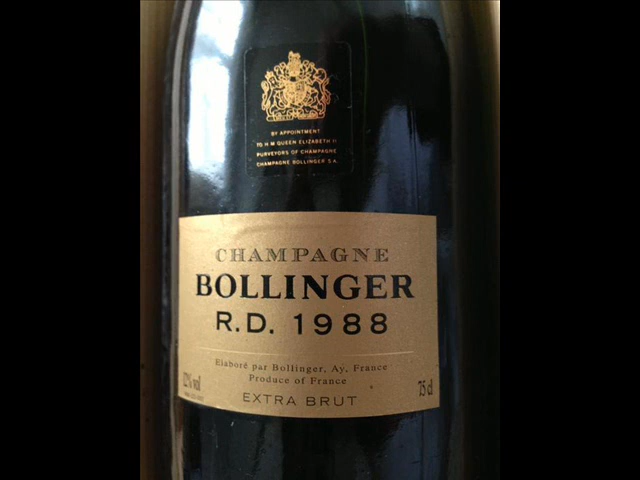 BY APPOINTMENT
TO H M QUEEN ELIZABETH II
PURVEYORS OF CHAMPAGNE
CHAMPAGNE BOLLINGER S.A.
CHAMPAGNE
BOLLINGER
R.D. 1988
Elaboré par Bollinger, Ay, France
Produce of France
12% vol
75 cl
EXTRA BRUT